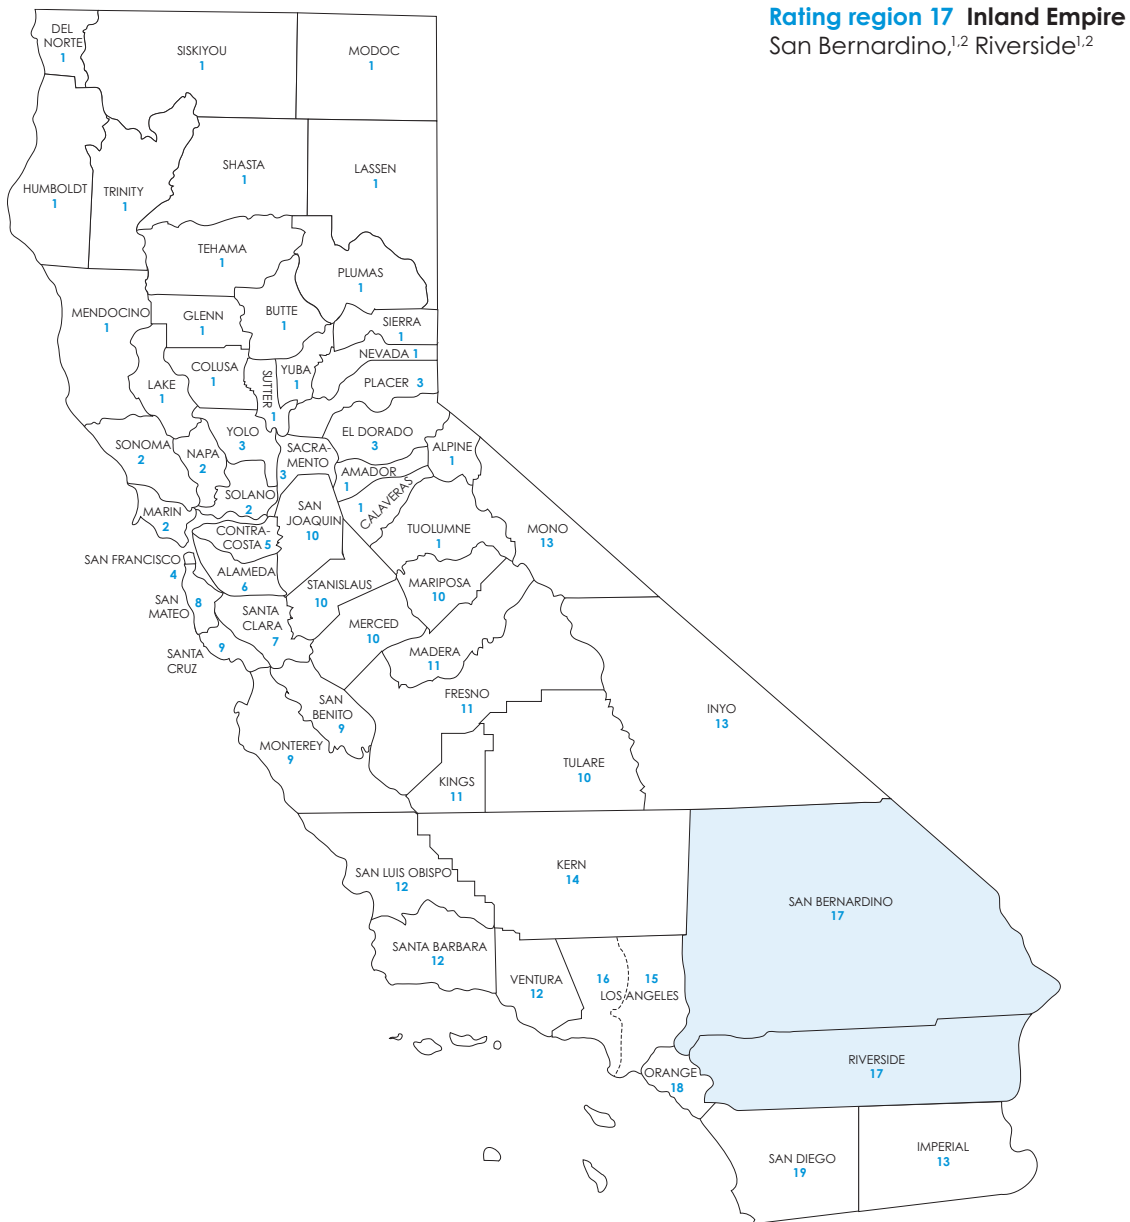 Rating region 17 Inland Empire
San Bernardino,1,2 Riverside1,2
DEL
NORTE
1
SISKIYOU
1
MODOC
1
HUMBOLDT
1
TRINITY
1
SHASTA
1
LASSEN
1
TEHAMA
1
PLUMAS
1
MENDOCINO
1
GLENN
1
BUTTE
1
SIERRA
1
NEVADA 1
LAKE
1
COLUSA
1
SUTTER
1
YUBA
1
PLACER 3
SONOMA
2
NAPA
2
YOLO
3
SACRA-
MENTO
3
EL DORADO
3
ALPINE
1
AMADOR
1
CALAVERAS
1
SOLANO
2
MARIN
2
CONTRA-
COSTA 5
SAN
JOAQUIN
10
TUOLUMNE
1
MONO
13
SAN FRANCISCO
4
ALAMEDA
6
STANISLAUS
10
MARIPOSA
10
SAN
MATEO
8
SANTA
CLARA
7
MERCED
10
SANTA
CRUZ
9
MADERA
11
FRESNO
11
SAN
BENITO
9
INYO
13
MONTEREY
9
KINGS
11
TULARE
10
SAN LUIS OBISPO
12
KERN
14
SAN BERNARDINO
17
SANTA BARBARA
12
VENTURA
12
16
15
LOS ANGELES
ORANGE
18
RIVERSIDE
17
SAN DIEGO
19
IMPERIAL
13